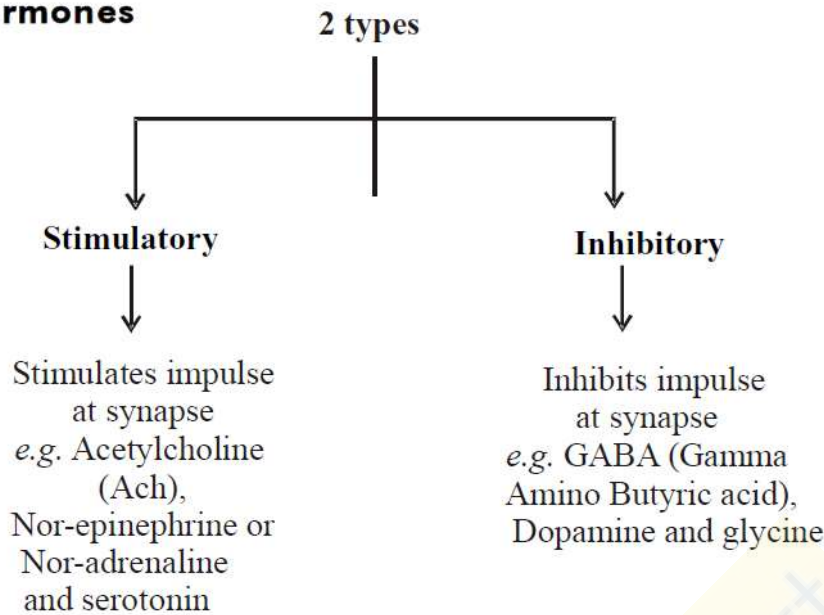 rmones
2 types
Stimulatory
Stimulates impulse
at synapse
e.g. Acetylcholine
(Ach),
Nor-epinephrine or
Nor-adrenaline
and serotonin
Inhibitory
Inhibits impulse
at synapse
e.g. GABA (Gamma
Amino Butyric acid),
Dopamine and glycine